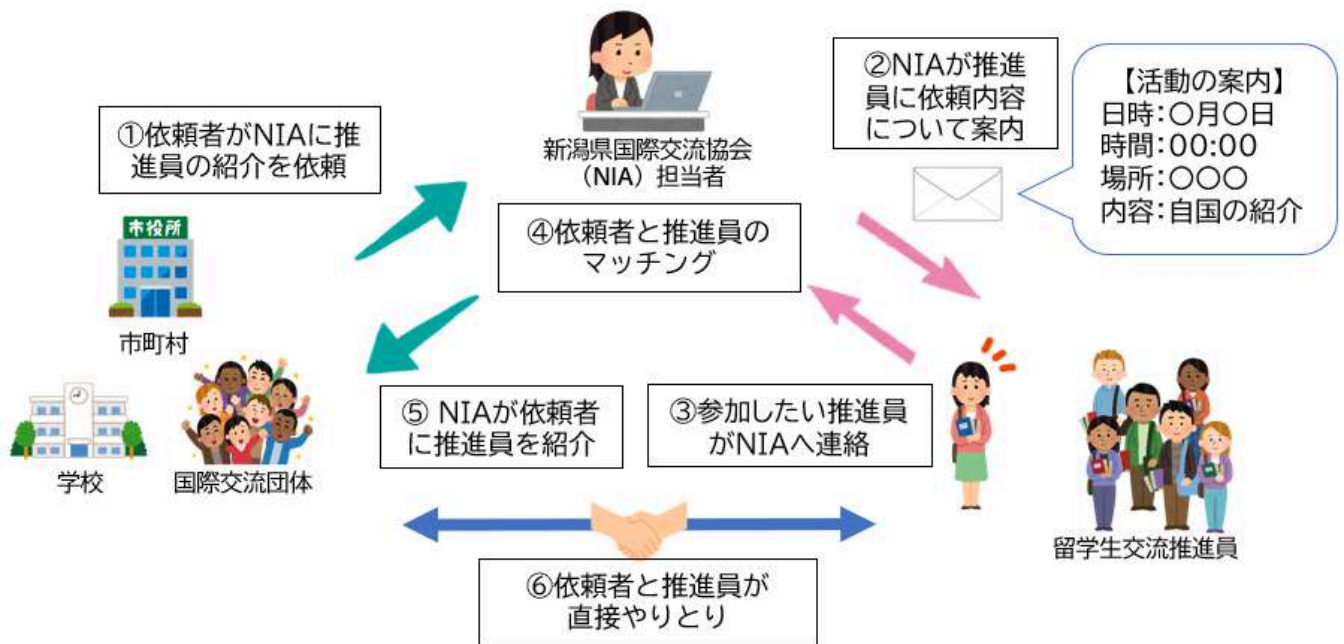 ①依頼者がNIAに推
進員の紹介を依頼
市役所
市町村
学校
国際交流団体
新潟県国際交流協会
（NIA）担当者
②NIAが推進
員に依頼内容
について案内
【活動の案内】
日時：〇月〇日
時間：00:00
場所：〇〇〇
内容：自国の紹介
③参加したい推進員
がNIAへ連絡
留学生交流推進員
④依頼者と推進員の
マッチング
⑤ NIAが依頼者
に推進員を紹介
⑥依頼者と推進員が
直接やりとり